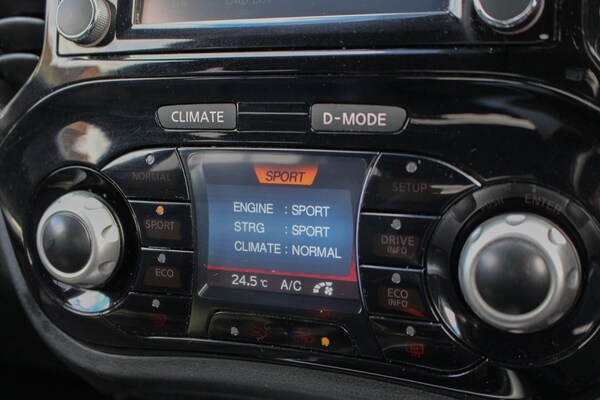 CLIMATE D-MODE
NORMAL SPORT SETUP
ENGINE : SPORT
SPORT STRG : SPORT DRIVE INFO
CLIMATE : NORMAL
ECO 24.5°C A/C ECO INFO
ENTER